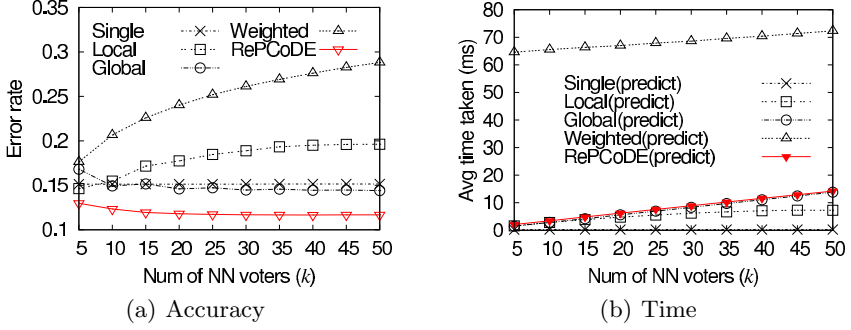 0.35
0.3
0.25
0.2
0.15
0.1
Error rate
Single
Local
Global
Weighted
RePCoDE
5 10 15 20 25 30 35 40 45 50
Num of NN voters (k)
(a) Accuracy
80
70
60
50
40
30
20
10
0
Avg time taken (ms)
Single(predict)
Local(predict)
Global(predict)
Weighted(predict)
RePCoDE(predict)
5 10 15 20 25 30 35 40 45 50
Num of NN voters (k)
(b) Time